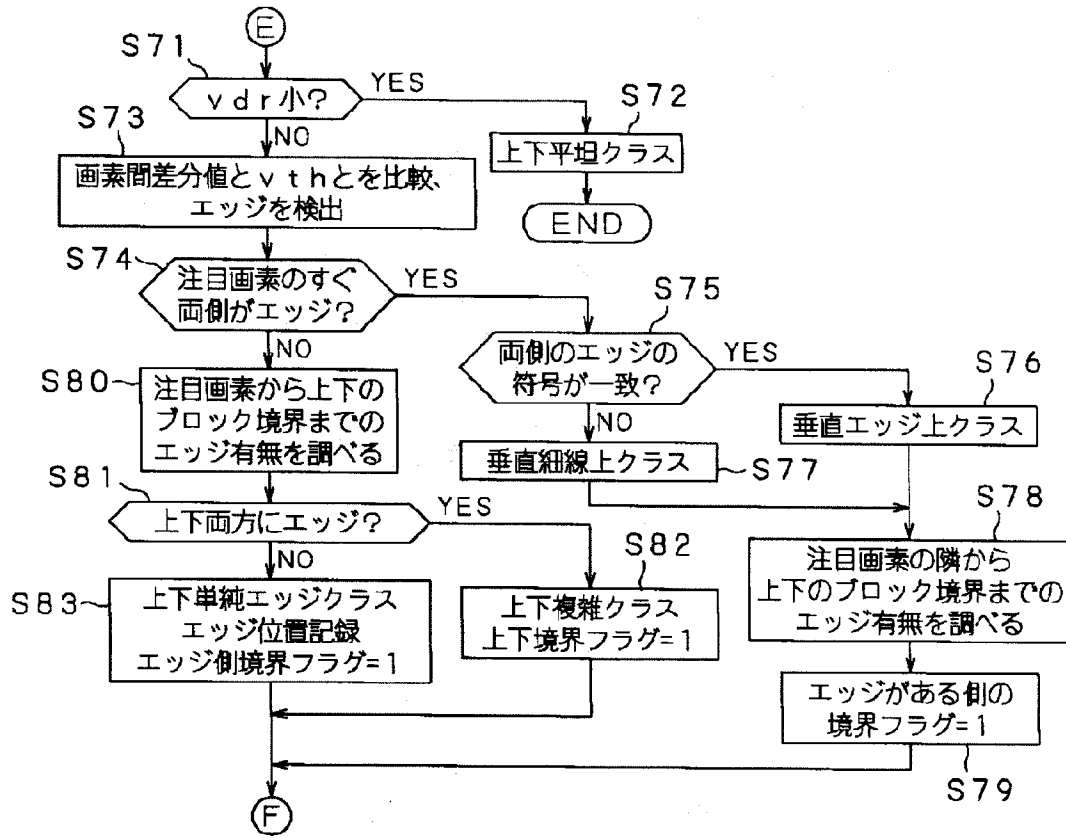 E
S71
vdr小?
YES
NO
S72
上下平坦クラス
END
S73
画素間差分値とvthとを比較、
エッジを検出
S74
注目画素のすぐ
両側がエッジ?
YES
NO
S75
両側のエッジの
符号が一致?
YES
NO
S76
垂直エッジ上クラス
垂直細線上クラス
S77
S78
注目画素の隣から
上下のブロック境界までの
エッジ有無を調べる
エッジがある側の
境界フラグ=1
S79
S80
注目画素から上下の
ブロック境界までの
エッジ有無を調べる
S81
上下両方にエッジ?
YES
NO
S82
上下複雑クラス
上下境界フラグ=1
S83
上下単純エッジクラス
エッジ位置記録
エッジ側境界フラグ=1
F